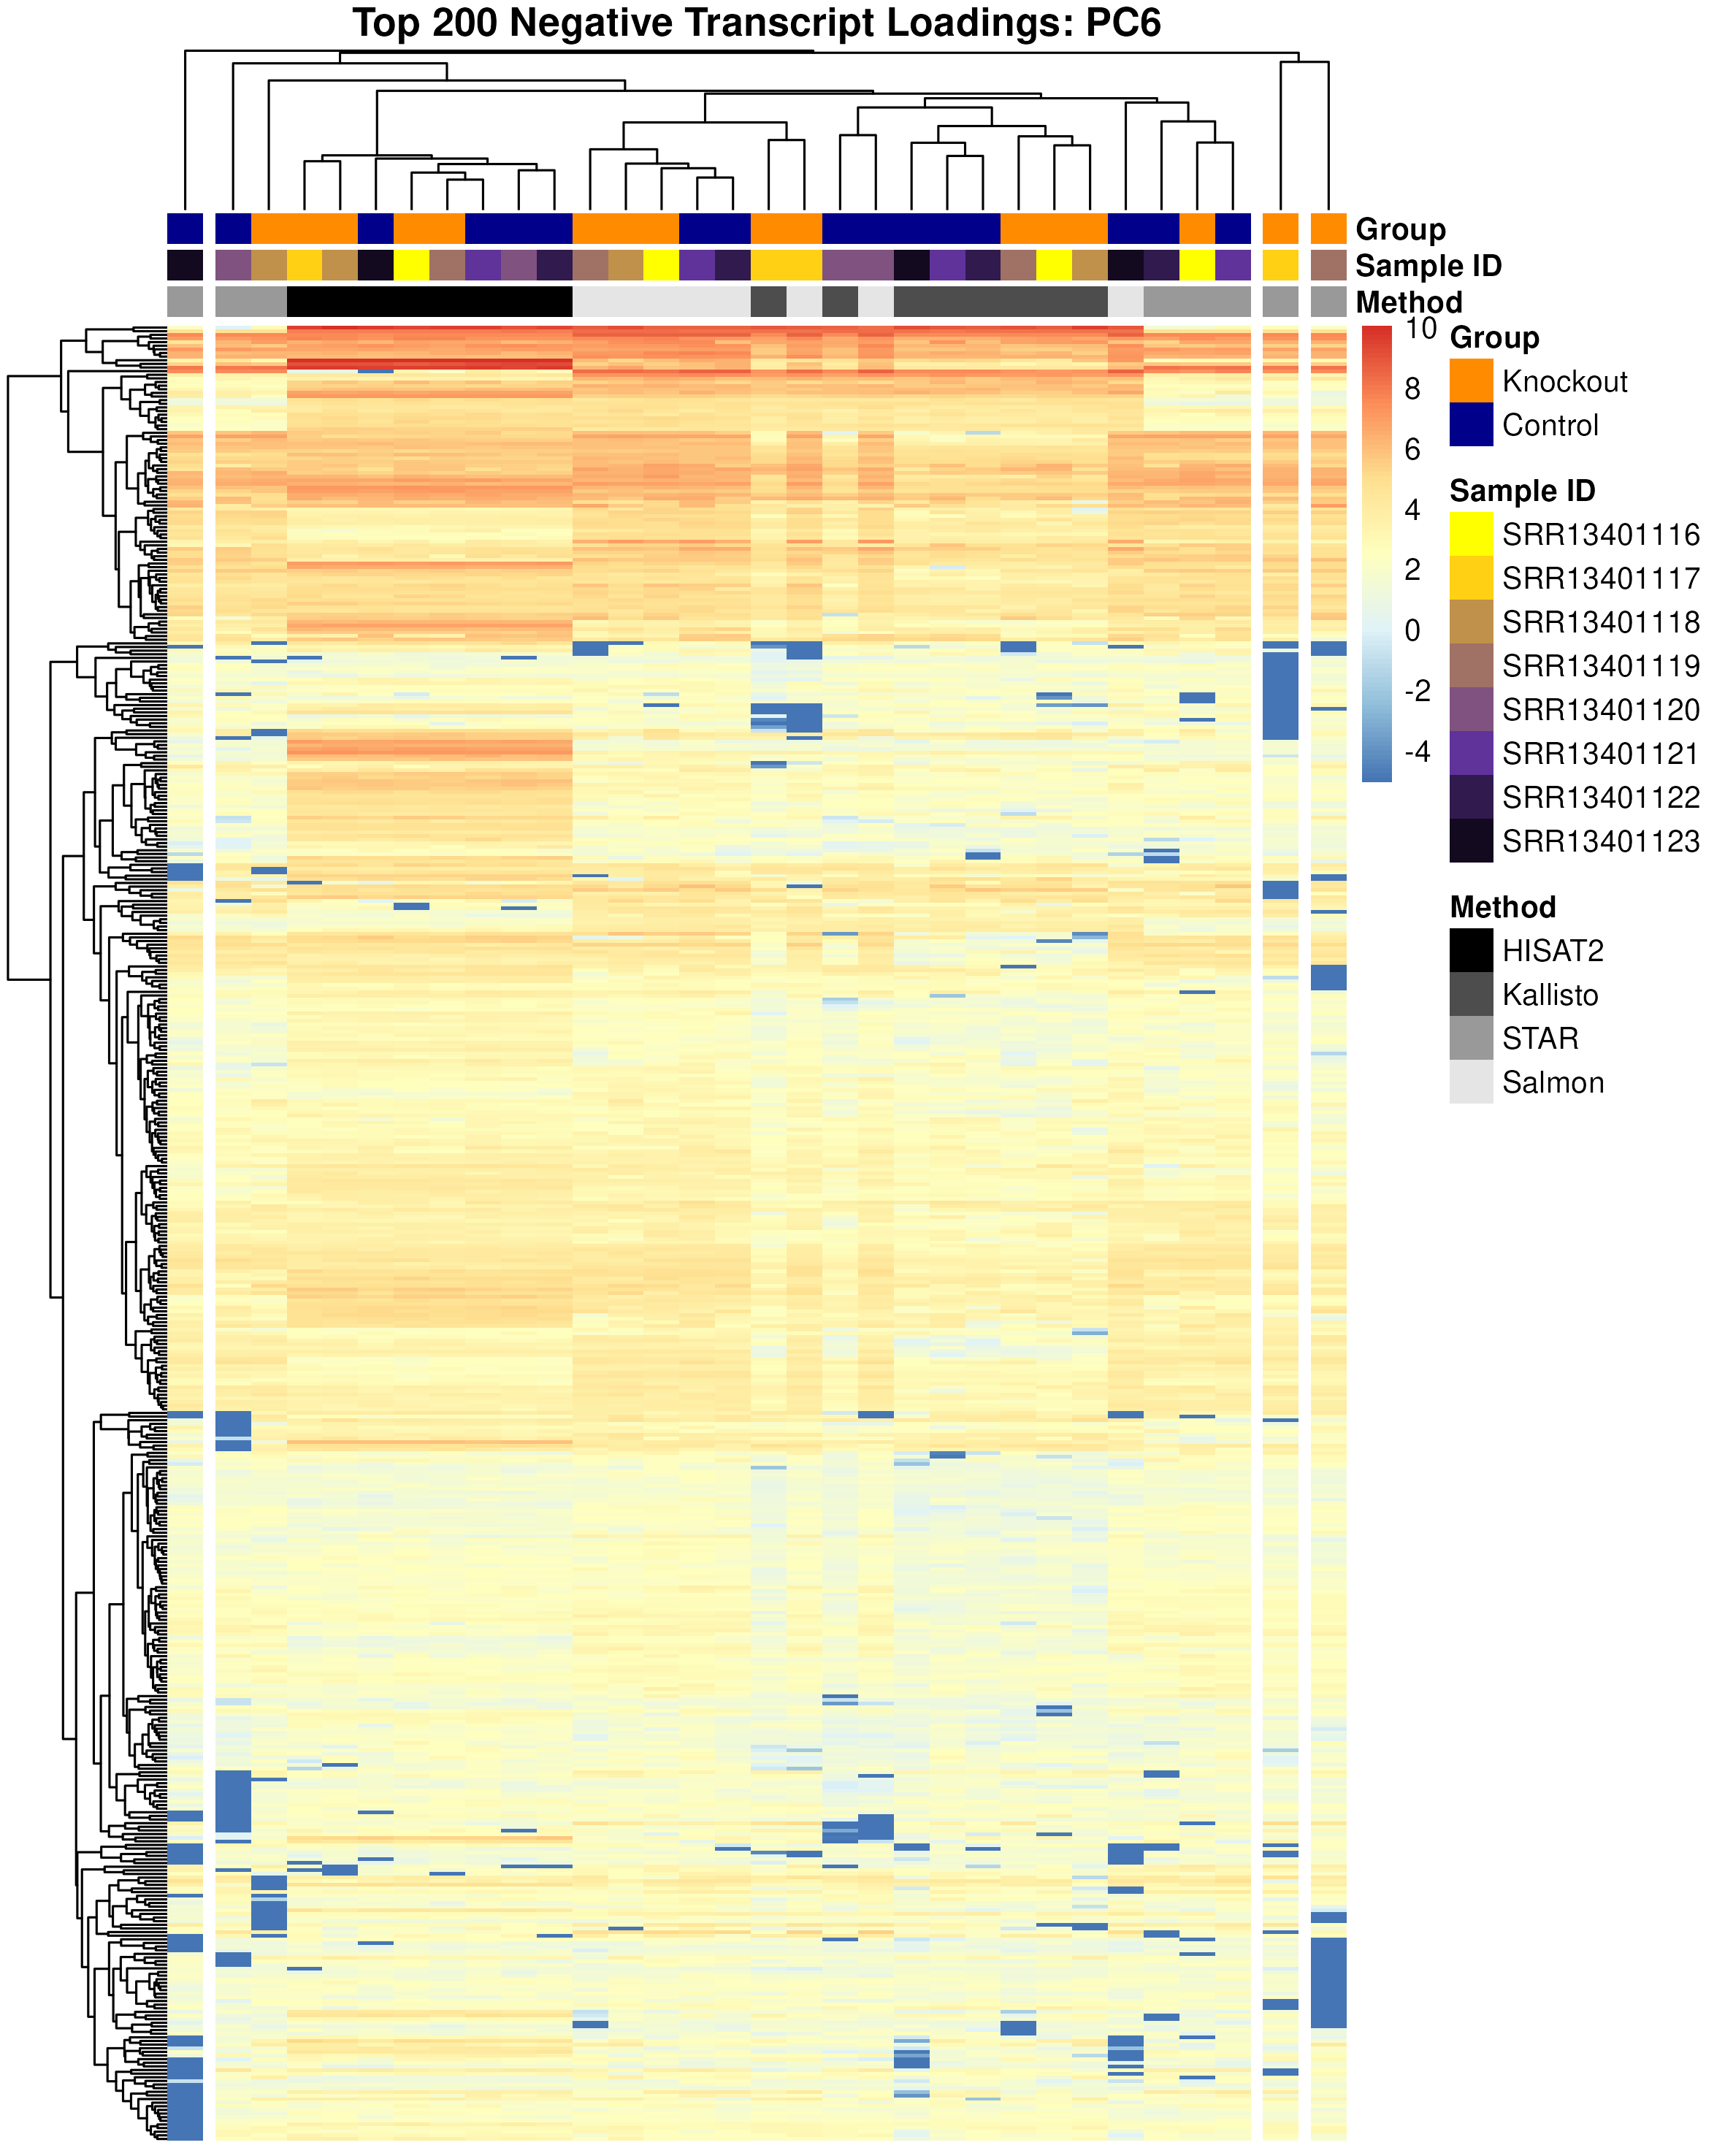 Top 200 Negative Transcript Loadings: PC6
Group
Sample ID
Method
10
8
6
4
2
0
-2
-4
Group
Knockout
Control
Sample ID
SRR13401116
SRR13401117
SRR13401118
SRR13401119
SRR13401120
SRR13401121
SRR13401122
SRR13401123
Method
HISAT2
Kallisto
STAR
Salmon